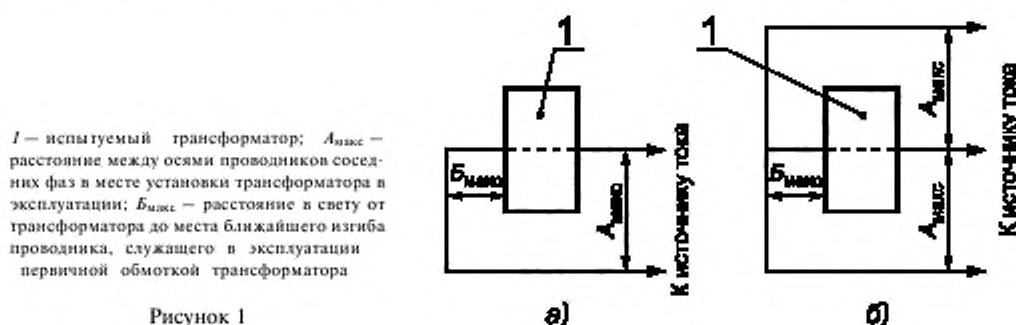 1 — испытуемый трансформатор; Aмакс —
расстояние между осями проводников сосед-
них фаз в месте установки трансформатора в
эксплуатации; Бмакс — расстояние в свету от
трансформатора до места ближайшего изгиба
проводника, служащего в эксплуатации
первичной обмоткой трансформатора
Рисунок 1
1
Бмакс
Aмакс
К источнику тока
а)
1
Бмакс
Aмакс
Aмакс
К источнику тока
б)